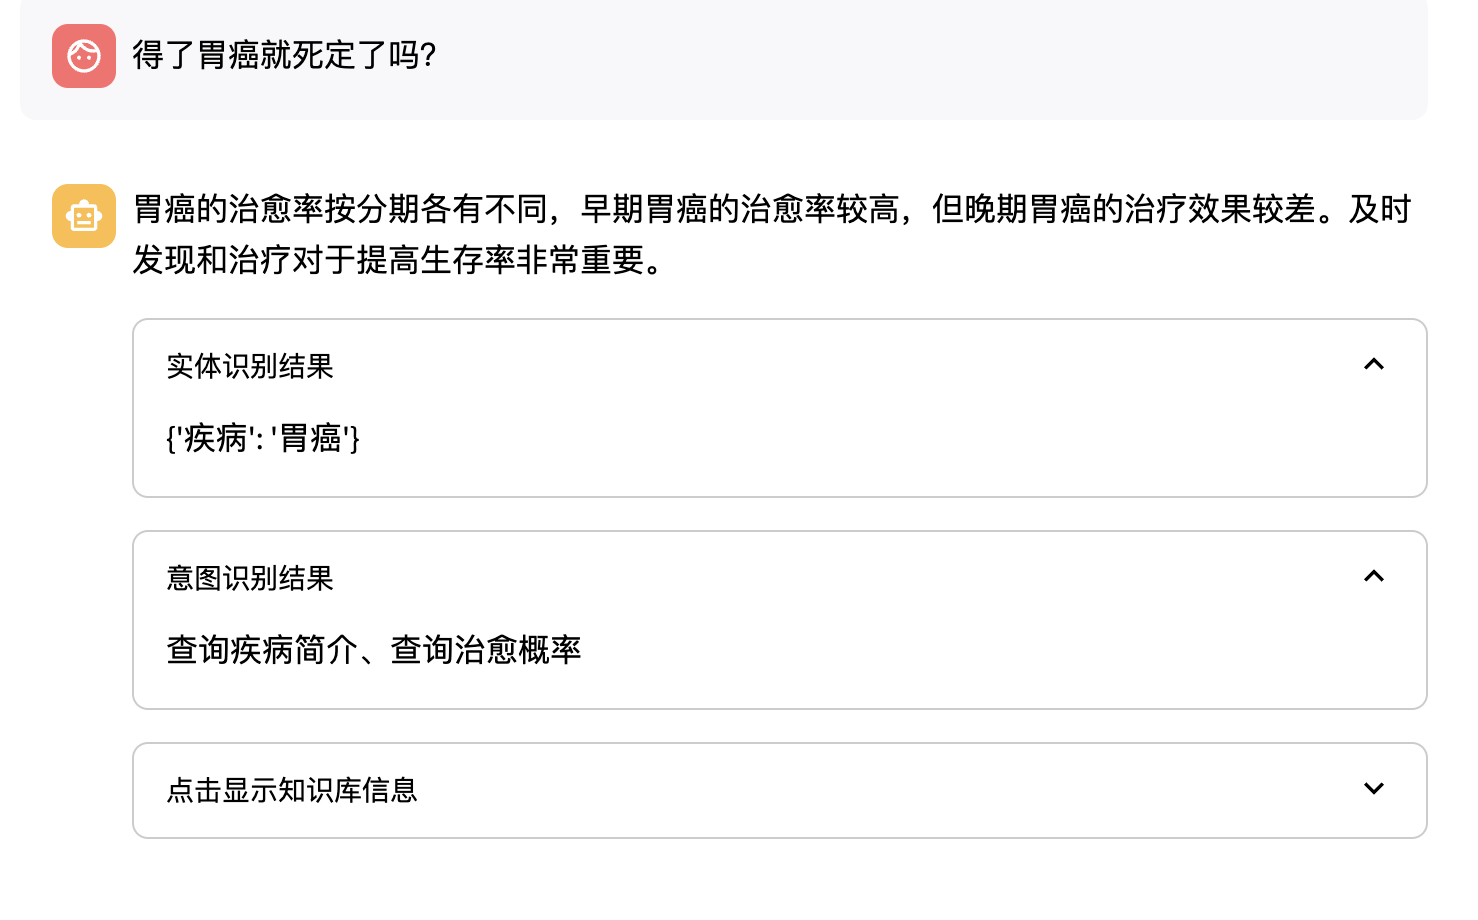 得了胃癌就死定了吗?
胃癌的治愈率按分期各有不同，早期胃癌的治愈率较高，但晚期胃癌的治疗效果较差。及时
发现和治疗对于提高生存率非常重要。
实体识别结果
{'疾病': '胃癌'}
意图识别结果
查询疾病简介、查询治愈概率
点击显示知识库信息